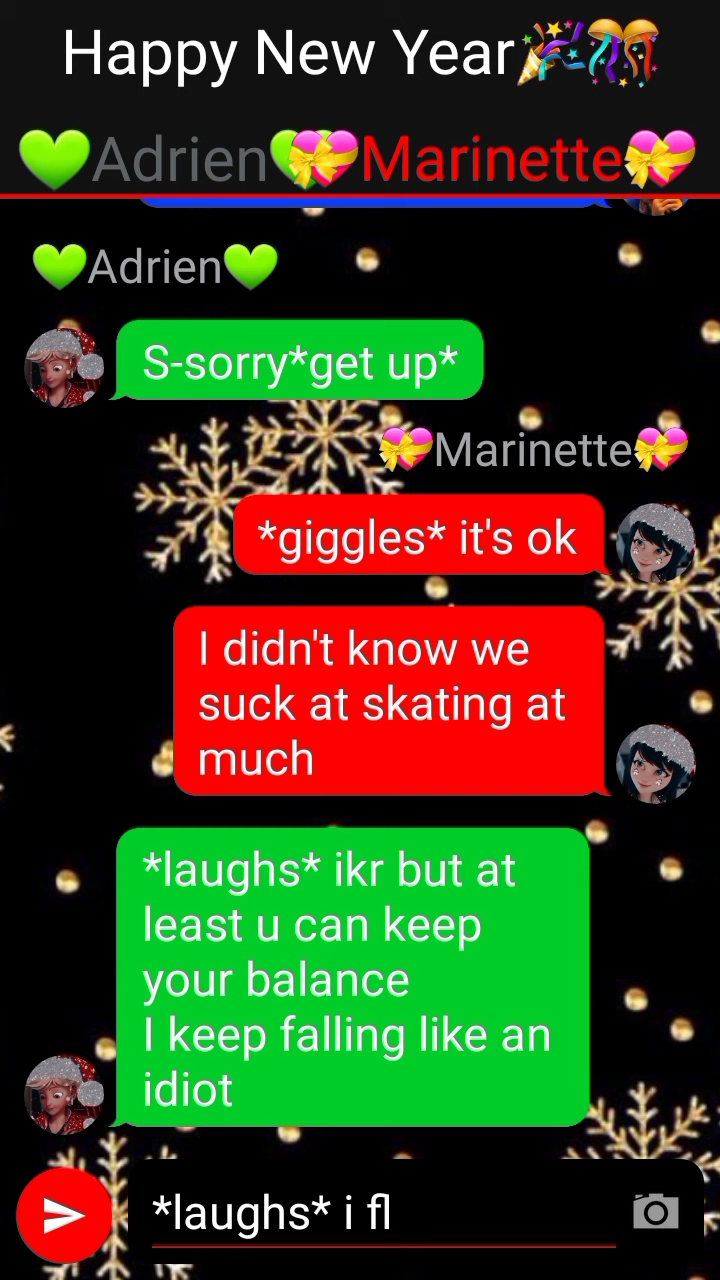 Happy New Year🎉🎊
💚Adrien💚💝Marinette💝
💚Adrien💚
S-sorry*get up*
💝Marinette💝
*giggles* it's ok
I didn't know we
suck at skating at
much
*laughs* ikr but at
least u can keep
your balance
I keep falling like an
idiot
*laughs* i fl